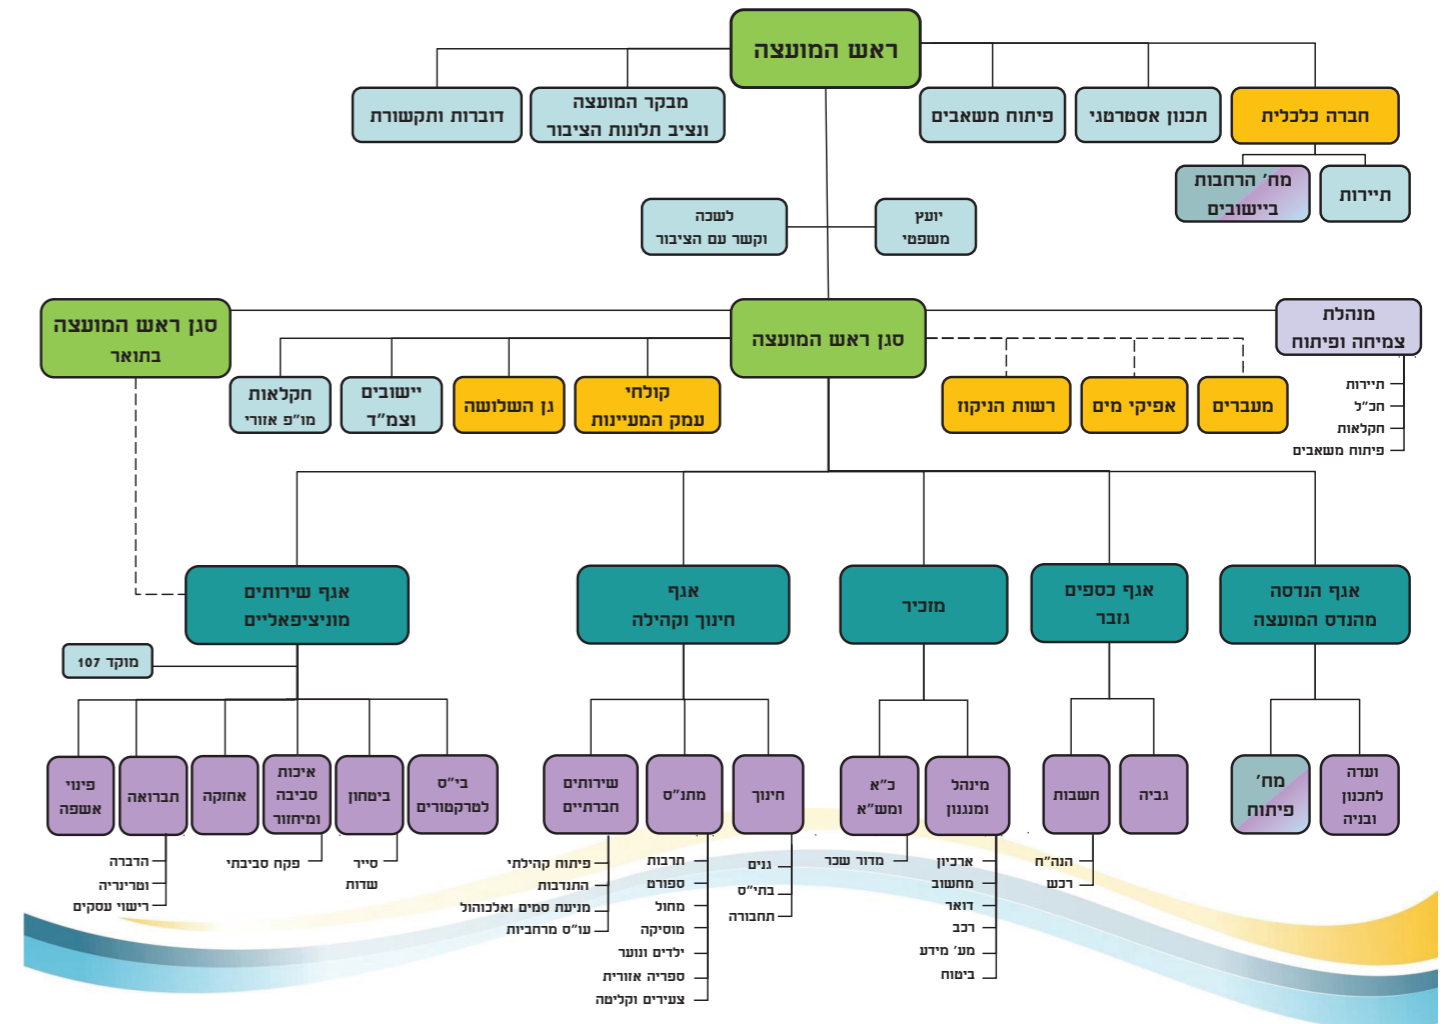 ראש המועצה
חברה כלכלית
תכנון אסטרטגי
פיתוח משאבים
מבקר המועצה
ונציב תלונות הציבור
דוברות ותקשורת
תיירות
מח' הרחבות
ביישובים
יועץ
משפטי
לשכה
וקשר עם הציבור
מנהלת
צמיחה ופיתוח
תיירות
חכ"ל
חקלאות
פיתוח משאבים
סגן ראש המועצה
סגן ראש המועצה
בתואר
מעברים
אפיקי מים
רשות הניקוז
קולחי
עמק המעיינות
גן השלושה
יישובים
וצמ"ד
חקלאות
מו"פ אזורי
אגף הנדסה
מהנדס המועצה
אגף כספים
גזבר
מזכיר
אגף
חינוך וקהילה
אגף שירותים
מוניציפאליים
מוקד 107
ועדה
לתכנון
ובניה
מח'
פיתוח
גביה
חשבות
הנה"ח
רכש
מינהל
ומנגנון
ארכיון
מחשוב
דואר
רכב
מע' מידע
ביטוח
כ"א
ומש"א
מדור שכר
חינוך
גנים
בתי"ס
תחבורה
מתנ"ס
תרבות
ספורט
מחול
מוסיקה
ילדים ונוער
ספריה אזורית
צעירים וקליטה
שירותים
חברתיים
פיתוח קהילתי
התנדבות
מניעת סמים ואלכוהול
עו"ס מרחביות
בי"ס
לטרקטורים
ביטחון
סייר
שדות
איכות
סביבה
ומיחזור
פקח סביבתי
אחזקה
תברואה
הדברה
וטרינריה
רישוי עסקים
פינוי
אשפה